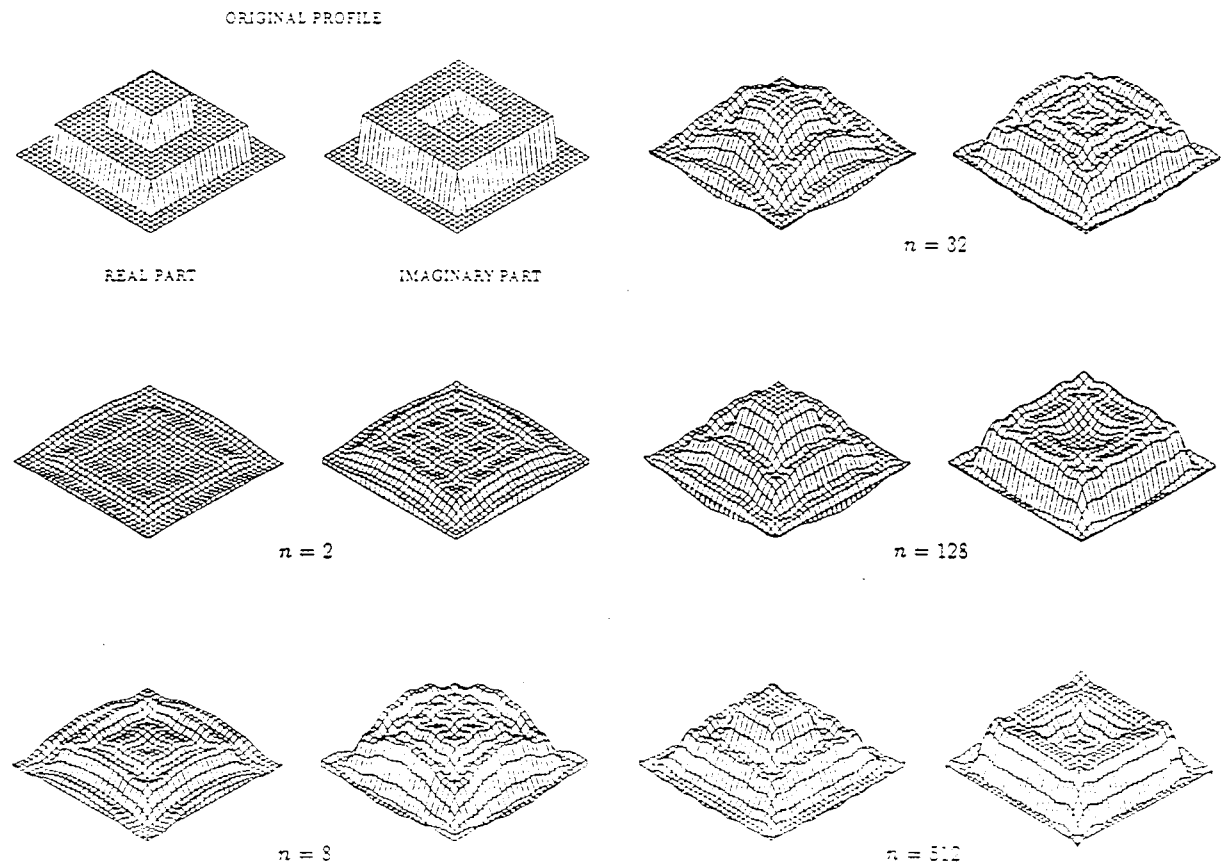 ORIGINAL PROFILE
REAL PART
IMAGINARY PART
n = 2
n = 8
n = 32
n = 128
n = 512